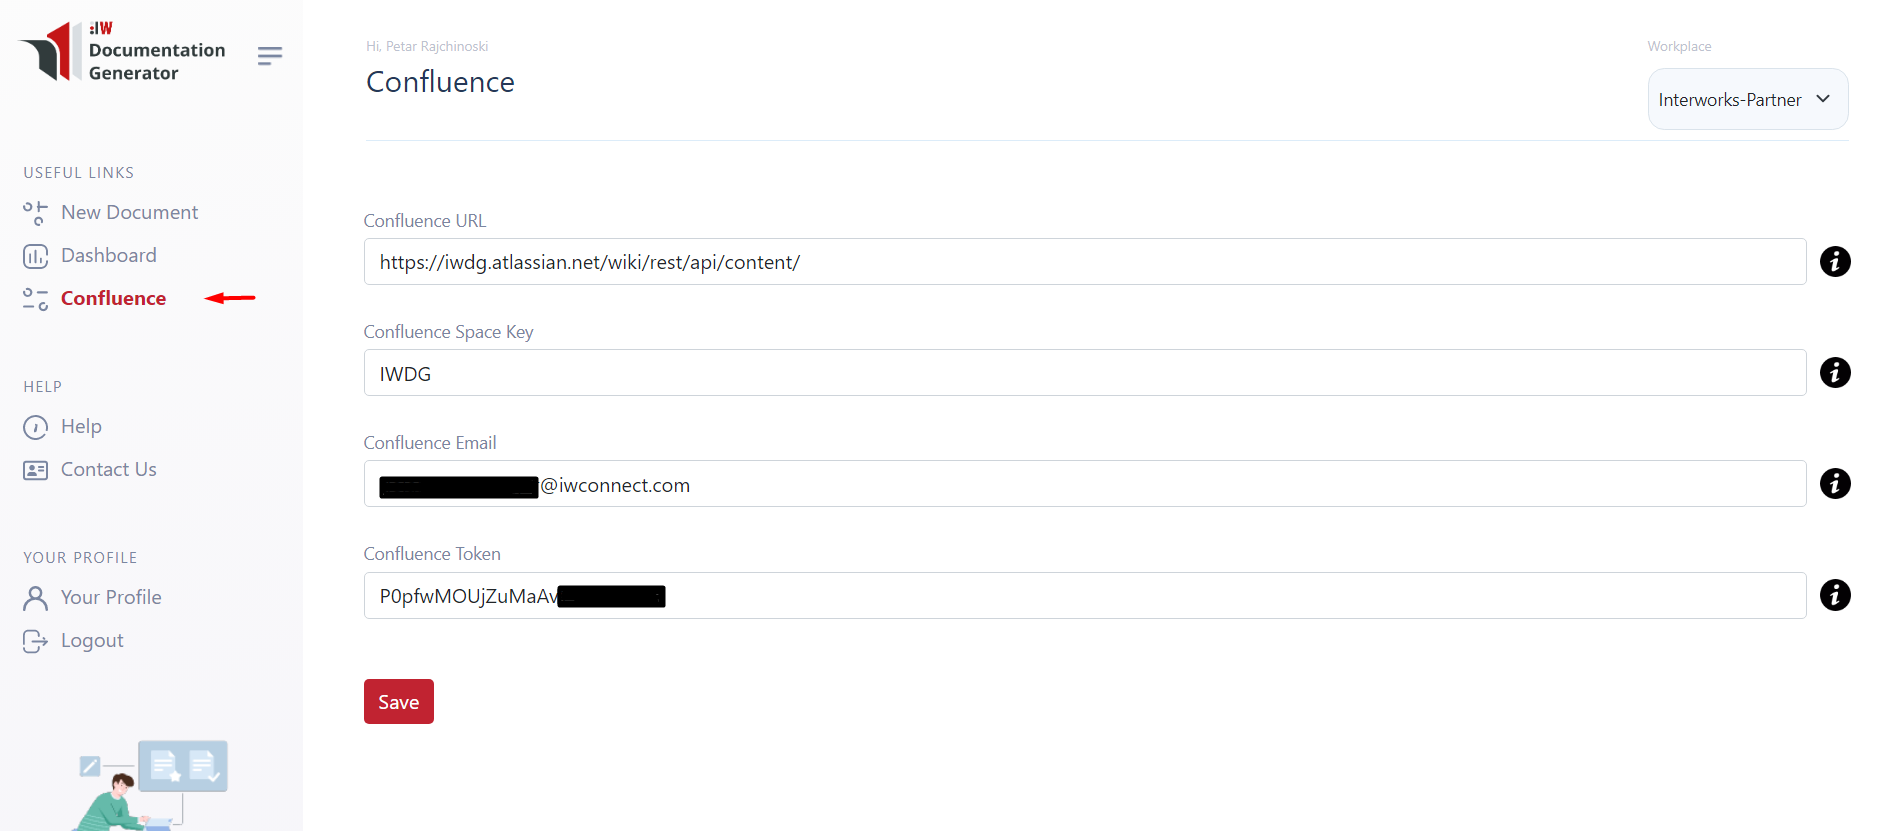 :IW
Documentation
Generator
Hi, Petar Rajchinoski
Confluence
Workplace
Interworks-Partner
USEFUL LINKS
New Document
Dashboard
Confluence
HELP
Help
Contact Us
YOUR PROFILE
Your Profile
Logout
Confluence URL
https://iwdg.atlassian.net/wiki/rest/api/content/
Confluence Space Key
IWDG
Confluence Email
@iwconnect.com
Confluence Token
P0pfwMOUjZuMaAv
Save